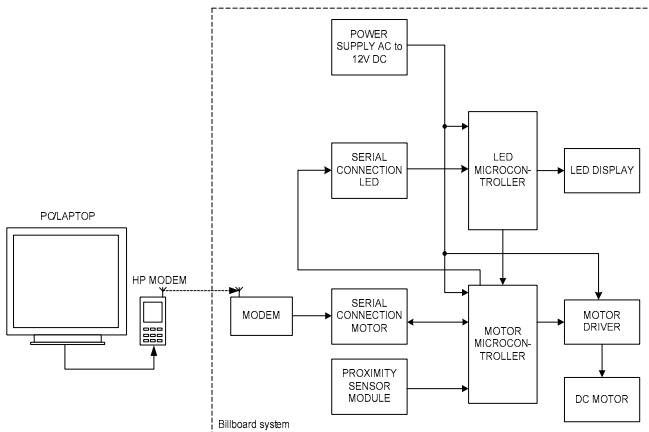 POWER
SUPPLY AC to
12V DC
SERIAL
CONNECTION
LED
LED
MICROCON-
TROLLER
LED DISPLAY
PC/LAPTOP
HP MODEM
MODEM
SERIAL
CONNECTION
MOTOR
MOTOR
MICROCON-
TROLLER
MOTOR
DRIVER
PROXIMITY
SENSOR
MODULE
DC MOTOR
Billboard system